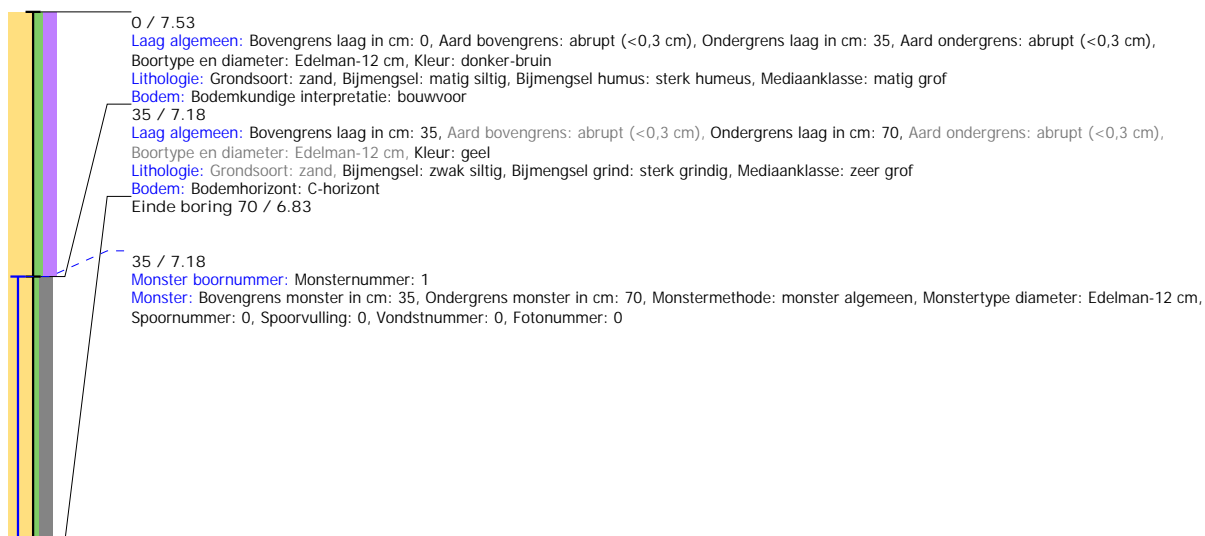 0 / 7.53
Laag algemeen: Bovengrens laag in cm: 0, Aard bovengrens: abrupt (<0,3 cm), Ondergrens laag in cm: 35, Aard ondergrens: abrupt (<0,3 cm),
Boortype en diameter: Edelman-12 cm, Kleur: donker-bruin
Lithologie: Grondsoort: zand, Bijmengsel: matig siltig, Bijmengsel humus: sterk humeus, Mediaanklasse: matig grof
Bodem: Bodemkundige interpretatie: bouwvoor
35 / 7.18
Laag algemeen: Bovengrens laag in cm: 35, Aard bovengrens: abrupt (<0,3 cm), Ondergrens laag in cm: 70, Aard ondergrens: abrupt (<0,3 cm),
Boortype en diameter: Edelman-12 cm, Kleur: geel
Lithologie: Grondsoort: zand, Bijmengsel: zwak siltig, Bijmengsel grind: sterk grindig, Mediaanklasse: zeer grof
Bodem: Bodemhorizont: C-horizont
Einde boring 70 / 6.83
35 / 7.18
Monster boornummer: Monsternummer: 1
Monster: Bovengrens monster in cm: 35, Ondergrens monster in cm: 70, Monstermethode: monster algemeen, Monstertype diameter: Edelman-12 cm,
Spoornummer: 0, Spoorvulling: 0, Vondstnummer: 0, Fotonummer: 0